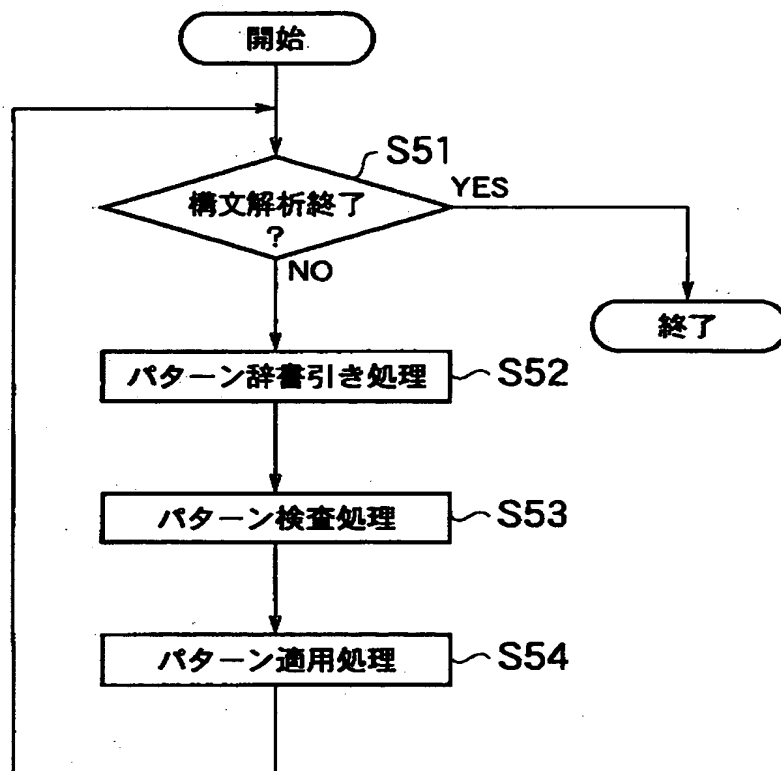 開始
S51
構文解析終了
?
YES
NO
終了
パターン辞書引き処理
S52
パターン検査処理
S53
パターン適用処理
S54